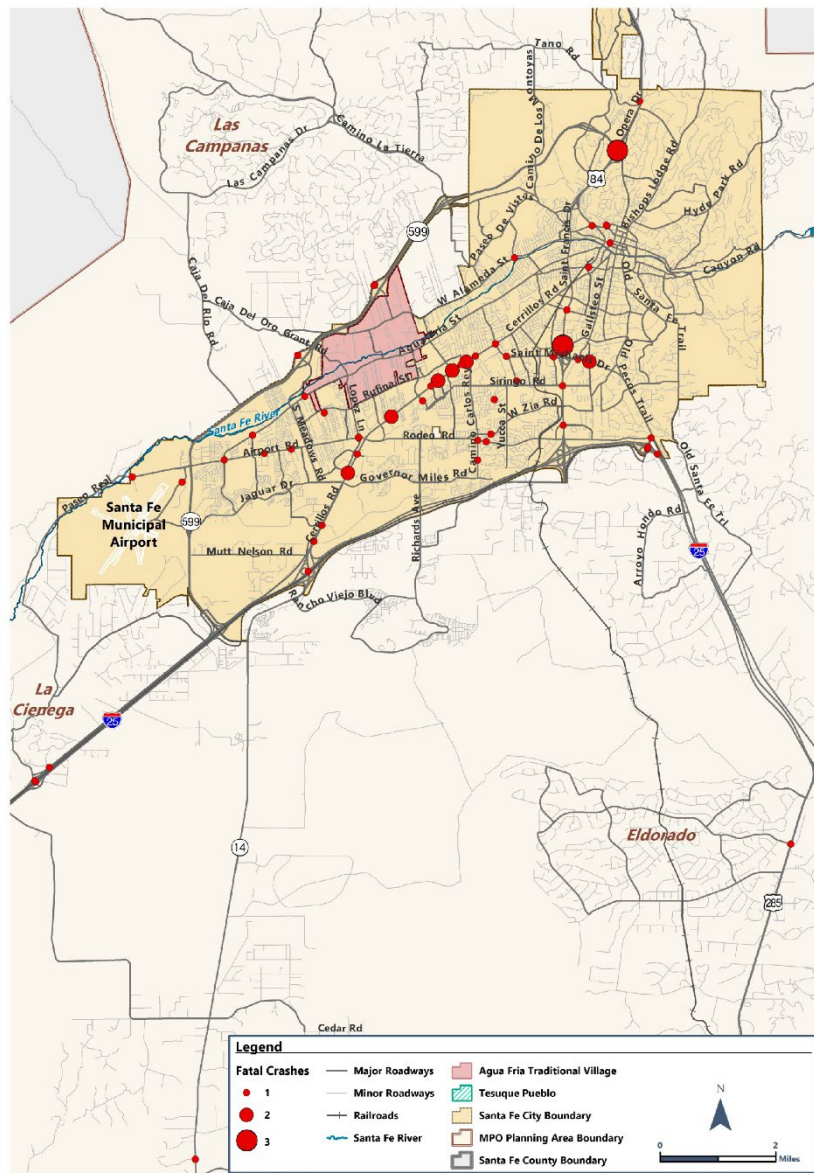 Tano Rd
Camino De Los Montoyas
Opera Dr
Las
Campanas
Camino La Tierra
Las Campanas Dr
84
Bishops Lodge Rd
Hyde Park Rd
Paseo De Vistas
599
Saint Francis Dr
Canyon Rd
W Alameda St
Caja Del Rio Rd
Caja Del Oro Grant Rd
Cerrillos Rd
Galisteo St
Old Santa Fe Trail
Agua Fria St
Saint Michaels Dr
Rufina St
Siringo Rd
Camino Carlos Rey
Lopez Ln
Yucca St
W Zia Rd
Old Pecos Trail
Santa Fe River
S Meadows Rd
Rodeo Rd
Airport Rd
Governor Miles Rd
Paseo Real
Jaguar Dr
Old Santa Fe Trl
Santa Fe
Municipal
Airport
599
Cerrillos Rd
Richards Ave
Arroyo Hondo Rd
Mutt Nelson Rd
25
Rancho Viejo Blvd
La
Cienega
25
Eldorado
14
285
Cedar Rd
Legend
Fatal Crashes
1
2
3
Major Roadways
Minor Roadways
Railroads
Santa Fe River
Agua Fria Traditional Village
Tesuque Pueblo
Santa Fe City Boundary
MPO Planning Area Boundary
Santa Fe County Boundary
N
0 2
Miles